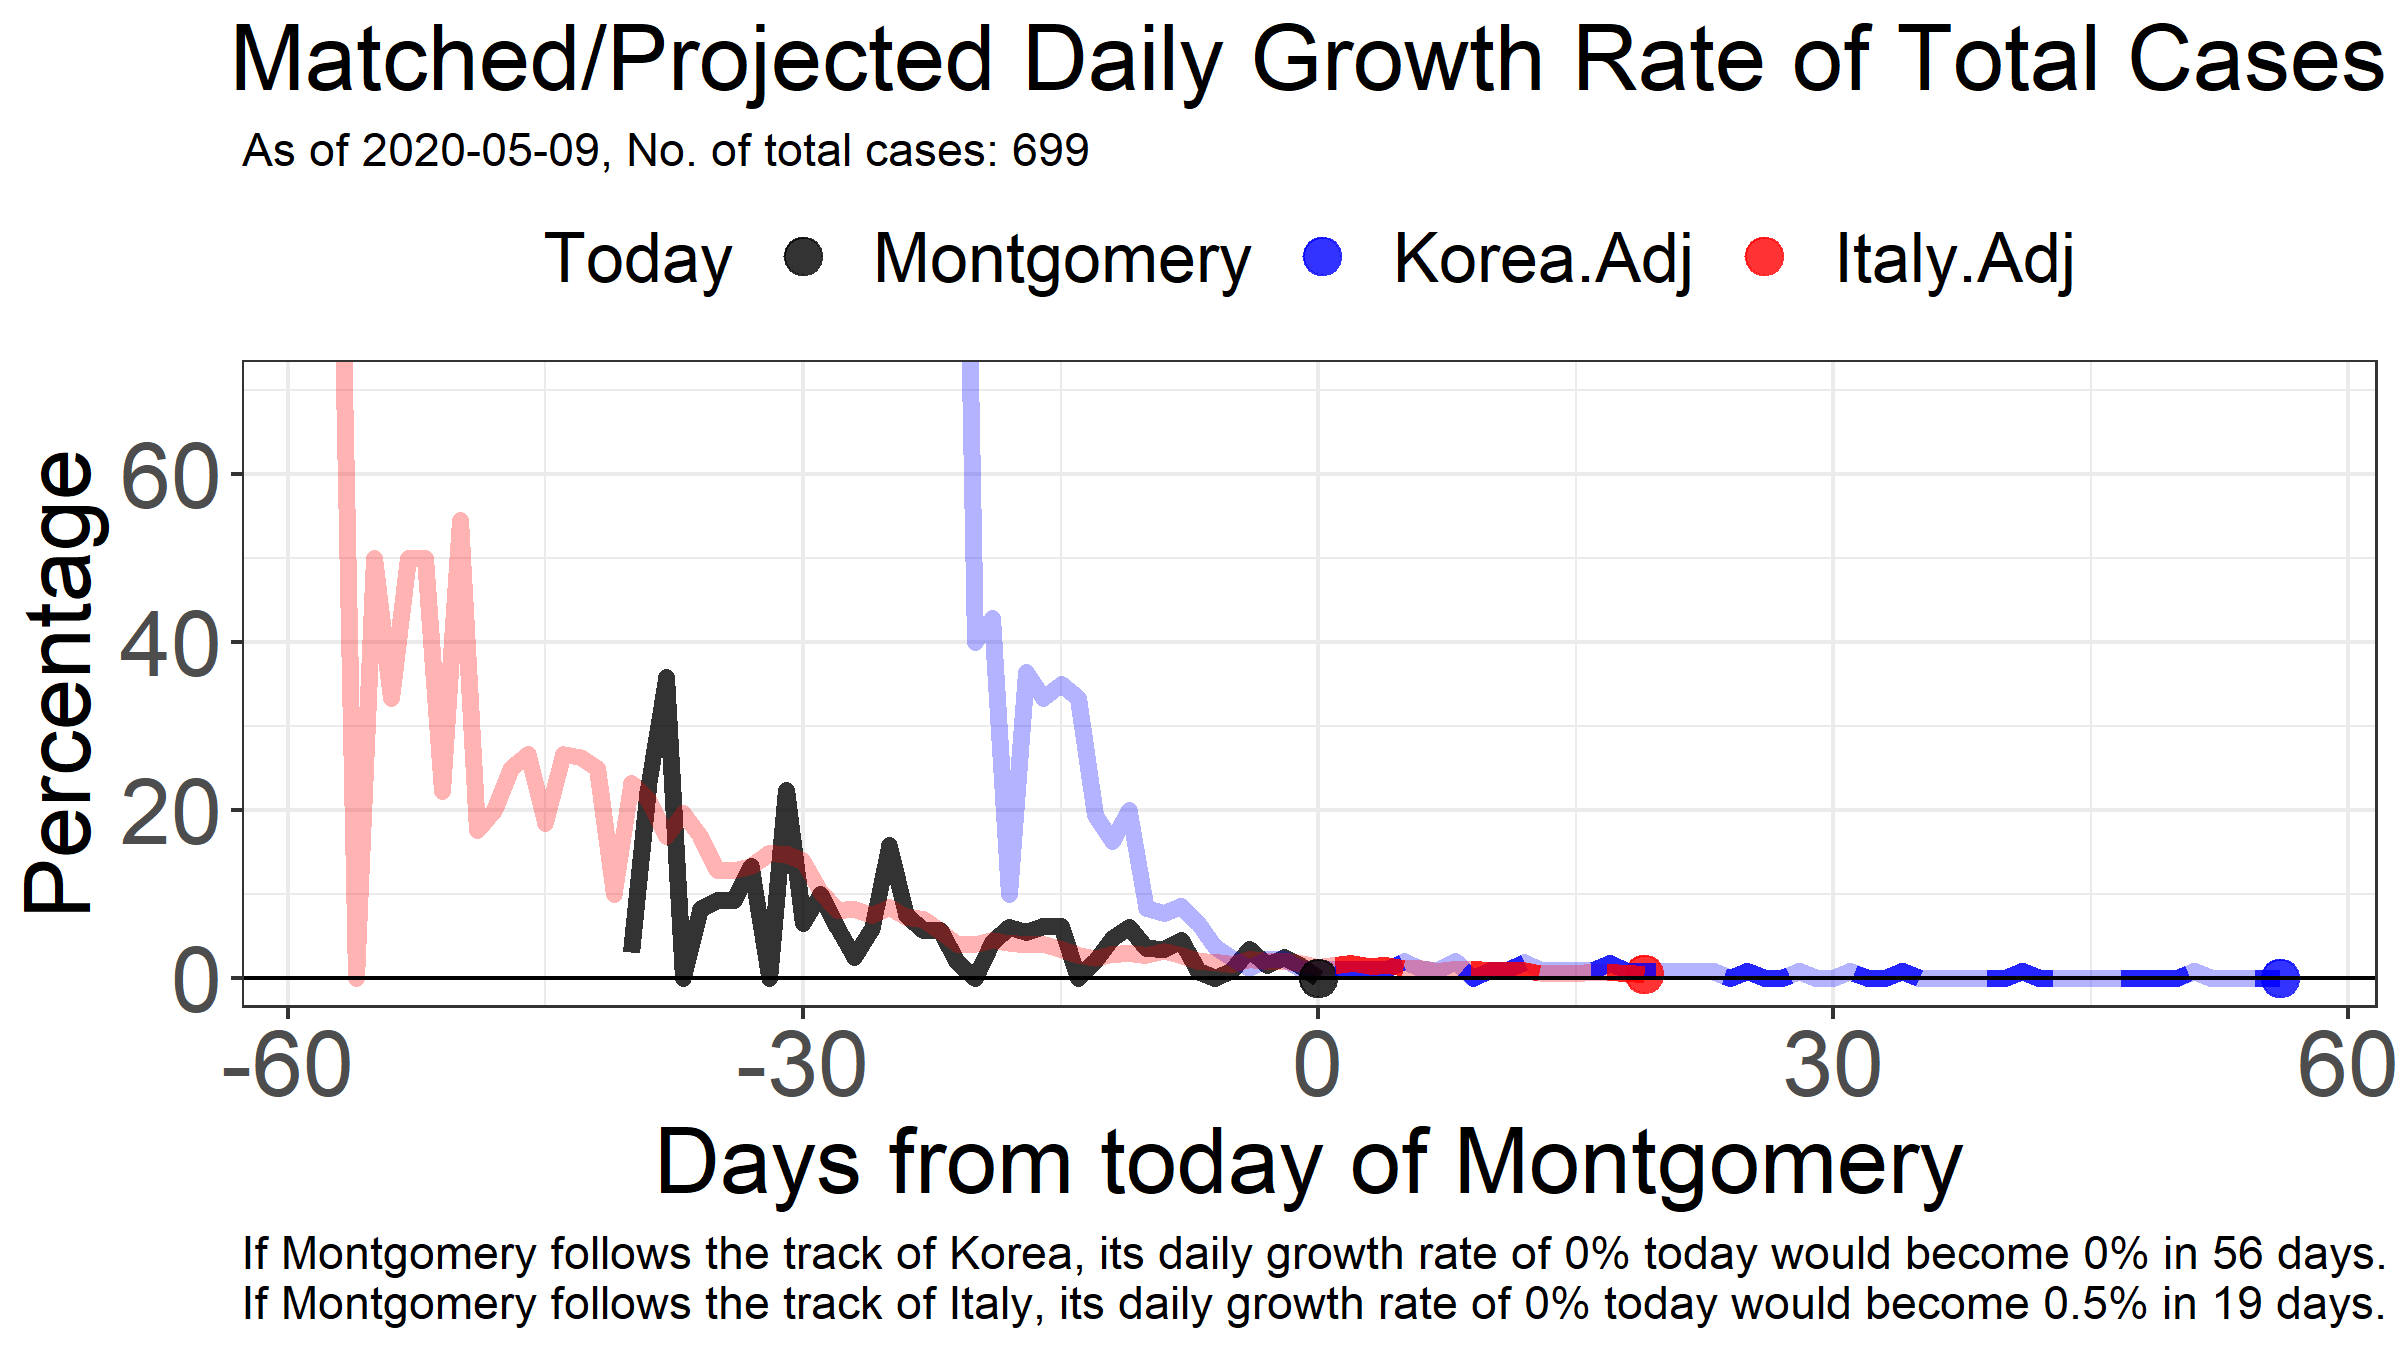 Matched/Projected Daily Growth Rate of Total Cases
As of 2020-05-09, No. of total cases: 699
Today Montgomery Korea.Adj Italy.Adj
Percentage
60
40
20
0
-60 -30 0 30 60
Days from today of Montgomery
If Montgomery follows the track of Korea, its daily growth rate of 0% today would become 0% in 56 days.
If Montgomery follows the track of Italy, its daily growth rate of 0% today would become 0.5% in 19 days.